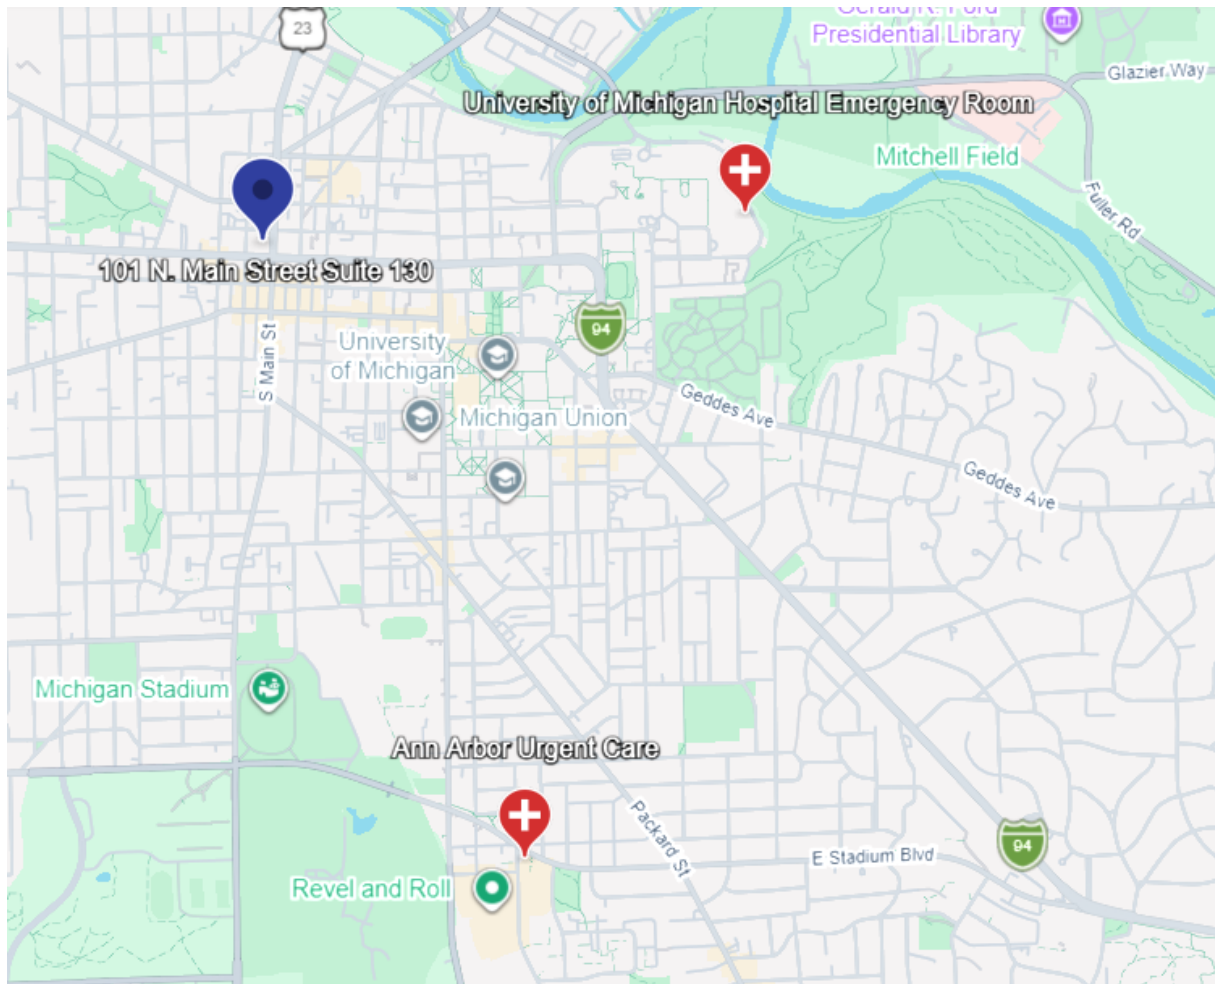 23
Gerald R. Ford
Presidential Library
Glazier Way
University of Michigan Hospital Emergency Room
Mitchell Field
Fuller Rd
101 N. Main Street Suite 130
94
S Main St
University
of Michigan
Geddes Ave
Michigan Union
Geddes Ave
Michigan Stadium
Ann Arbor Urgent Care
Packard St
94
E Stadium Blvd
Revel and Roll